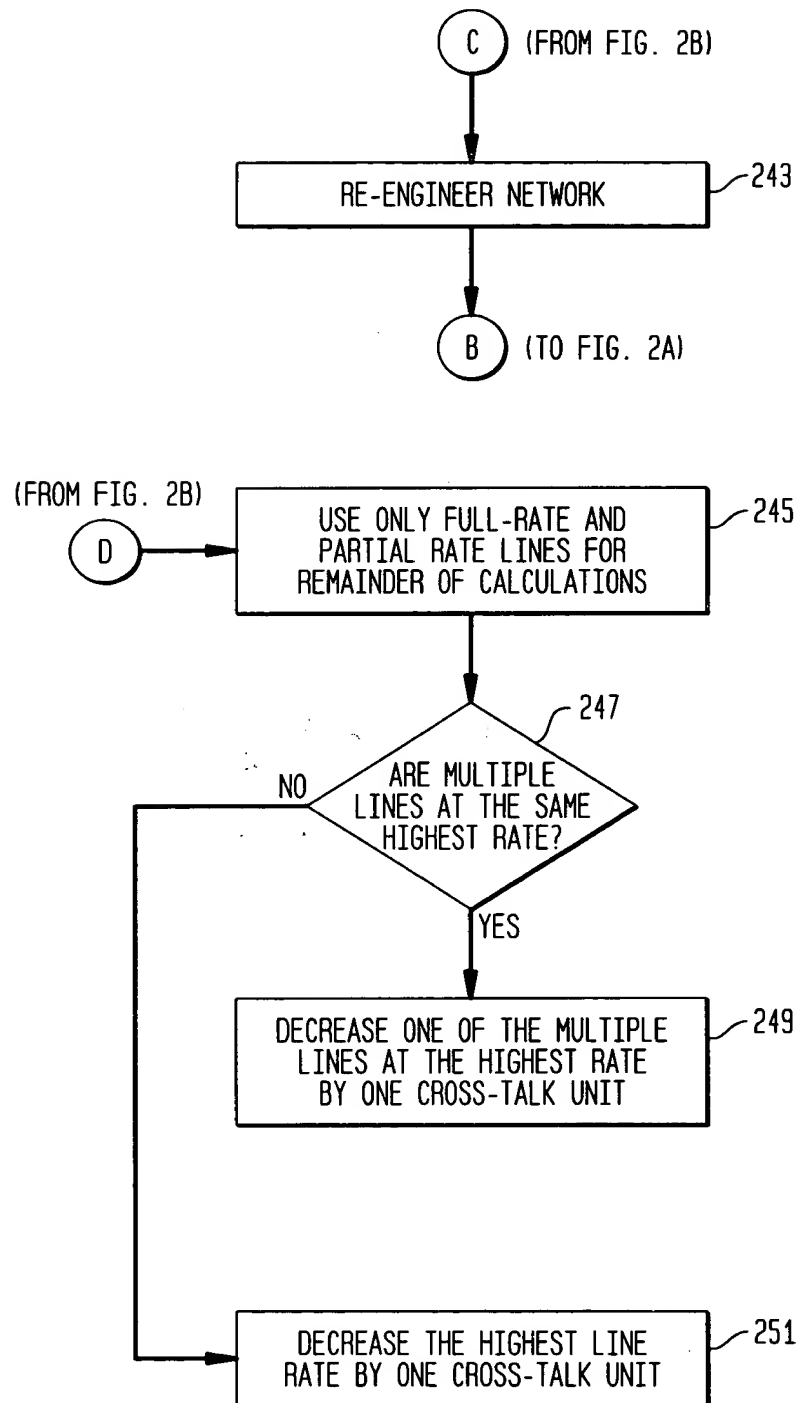 C (FROM FIG. 2B)
RE-ENGINEER NETWORK
243
B (TO FIG. 2A)
(FROM FIG. 2B)
D
USE ONLY FULL-RATE AND
PARTIAL RATE LINES FOR
REMAINDER OF CALCULATIONS
245
247
ARE MULTIPLE
LINES AT THE SAME
HIGHEST RATE?
NO
YES
DECREASE ONE OF THE MULTIPLE
LINES AT THE HIGHEST RATE
BY ONE CROSS-TALK UNIT
249
DECREASE THE HIGHEST LINE
RATE BY ONE CROSS-TALK UNIT
251